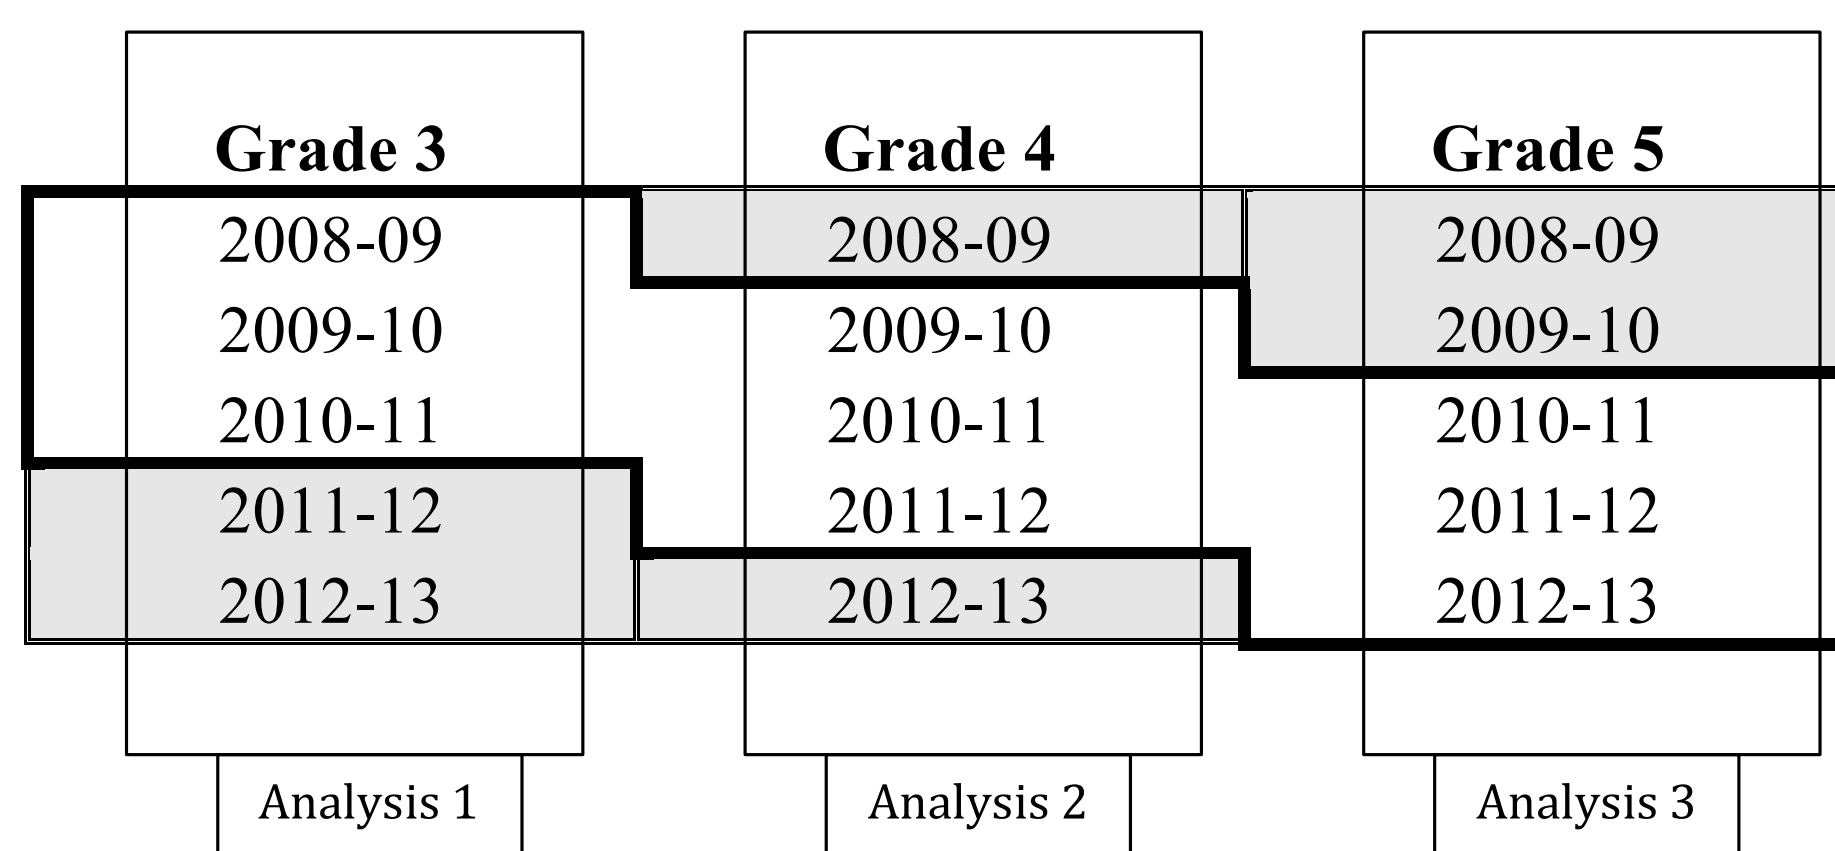 Grade 3 Grade 4 Grade 5
2008-09 2008-09 2008-09
2009-10 2009-10 2009-10
2010-11 2010-11 2010-11
2011-12 2011-12 2011-12
2012-13 2012-13 2012-13
Analysis 1 Analysis 2 Analysis 3